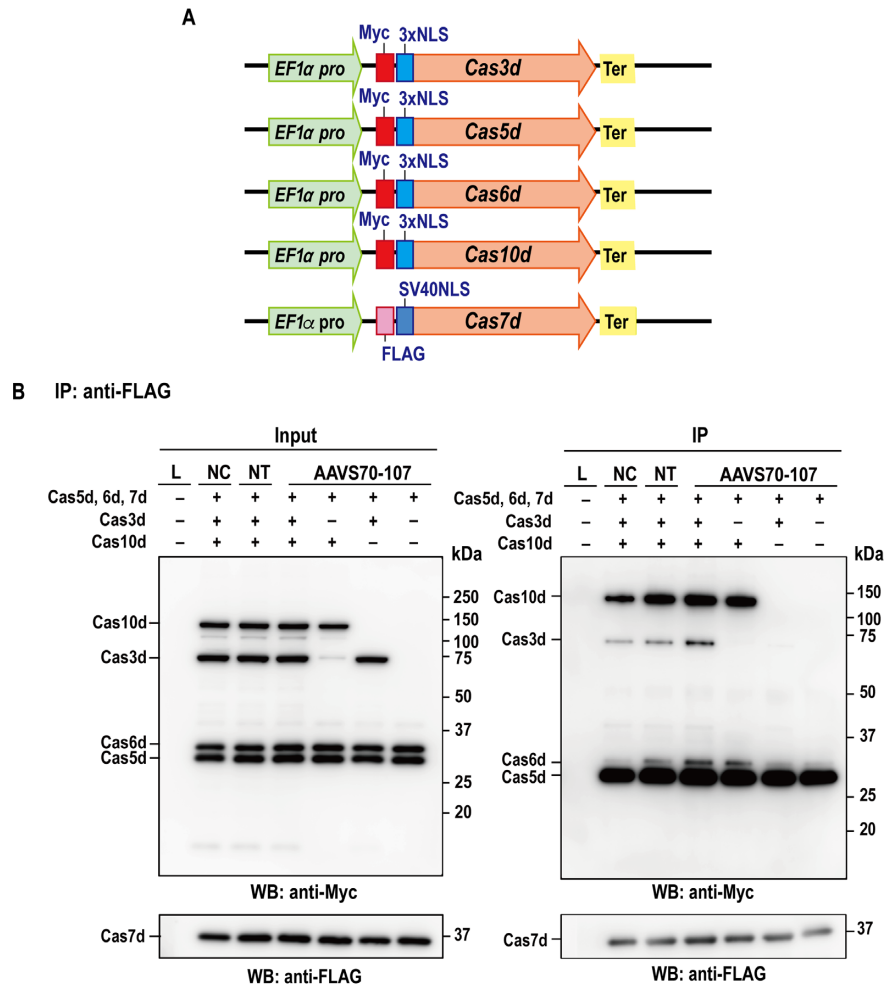 A
Myc 3xNLS
EF1α pro Cas3d Ter
Myc 3xNLS
EF1α pro Cas5d Ter
Myc 3xNLS
EF1α pro Cas6d Ter
Myc 3xNLS
EF1α pro Cas10d Ter
SV40NLS
EF1α pro Cas7d Ter
FLAG
B IP: anti-FLAG
Input
L NC NT AAVS70-107
Cas5d, 6d, 7d – + + + + + +
Cas3d – + + + – + –
Cas10d – + + + + – –
kDa
250
Cas10d 150
100
Cas3d 75
50
37
Cas6d
Cas5d
25
20
WB: anti-Myc
Cas7d 37
WB: anti-FLAG
IP
L NC NT AAVS70-107
Cas5d, 6d, 7d – + + + + + +
Cas3d – + + + – + –
Cas10d – + + + + – –
kDa
Cas10d 150
100
Cas3d 75
50
37
Cas6d
Cas5d
25
20
WB: anti-Myc
Cas7d 37
WB: anti-FLAG